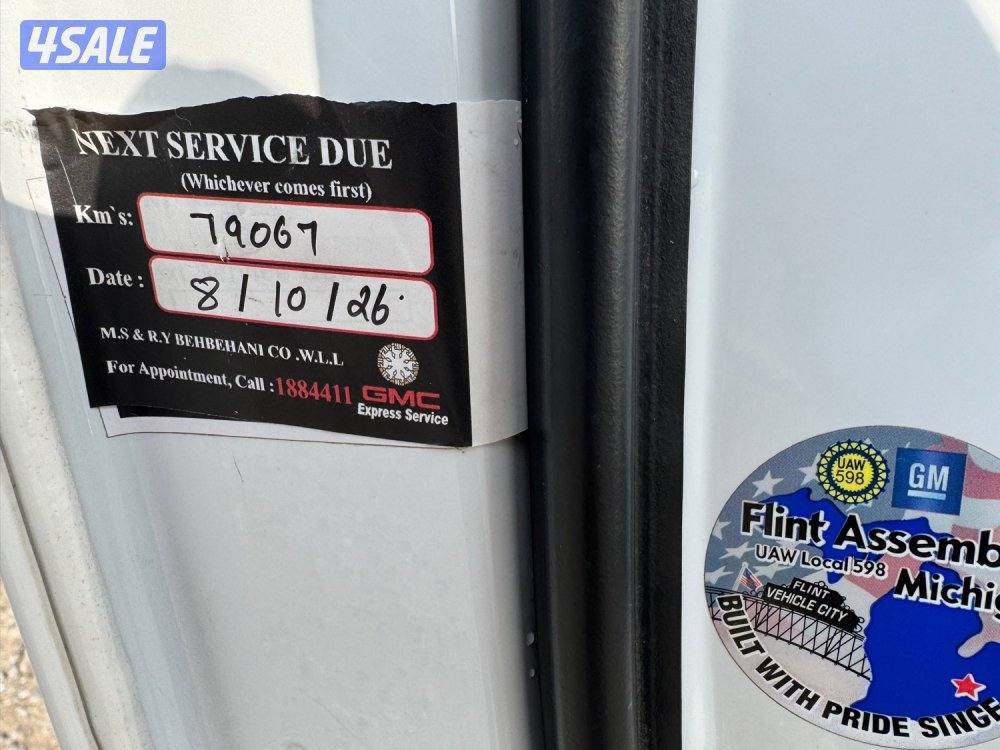 4SALE
NEXT SERVICE DUE
(Whichever comes first)
Km`s: 79067
Date : 8/10/26
M.S & R.Y BEHBEHANI CO .W.L.L
For Appointment, Call :1884411
GMC
Express Service
UAW
598
GM
Flint Assemb
UAW Local 598
Michig
FLINT
VEHICLE CITY
BUILT WITH PRIDE SINCE